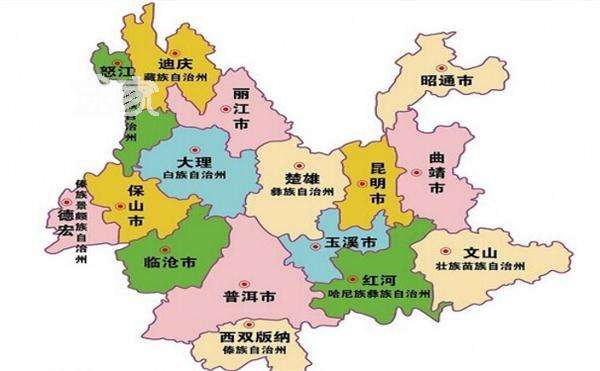 怒江
自治州
迪庆
藏族自治州
丽江市
昭通市
大理
白族自治州
楚雄
彝族自治州
昆明市
曲靖市
保山市
德宏
傣族景颇族自治州
临沧市
玉溪市
文山
壮族苗族自治州
红河
哈尼族彝族自治州
普洱市
西双版纳
傣族自治州